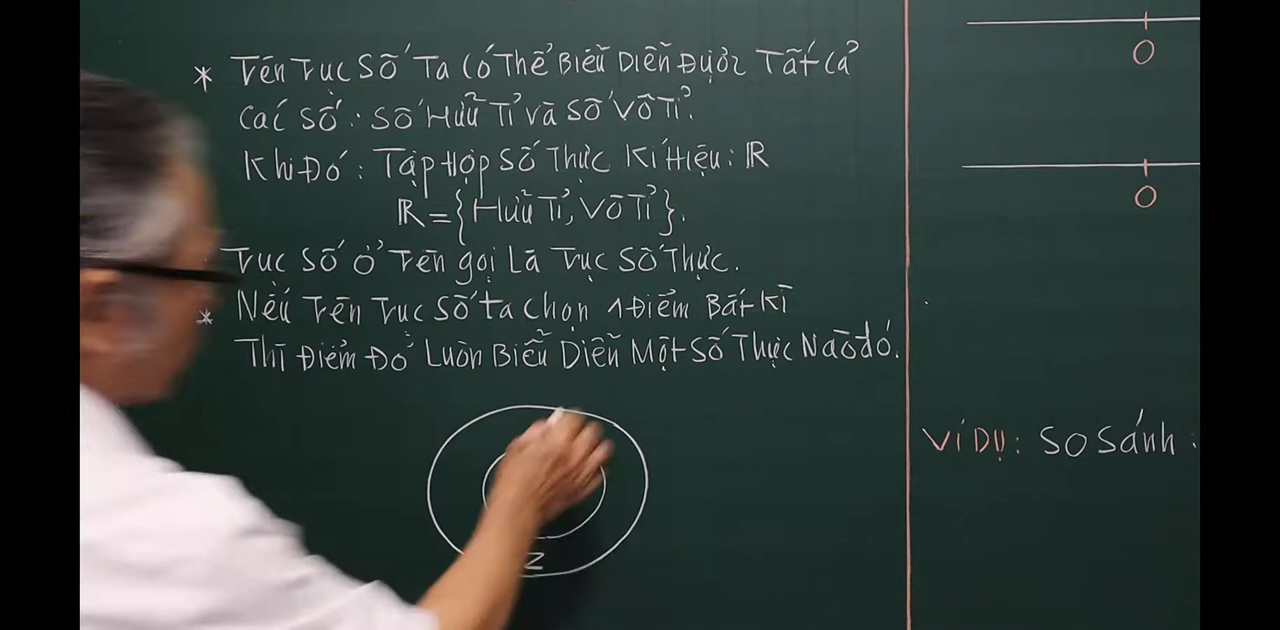 * Trên Trục Số Ta Có Thể Biểu Diễn Được Tất Cả
Các Số: Số Hữu Tỉ và Số Vô Tỉ.
Khi Đó: Tập Hợp Số Thực Kí Hiệu: ℝ
ℝ = {Hữu Tỉ, Vô Tỉ}.
Trục Số ở Trên gọi Là Trục Số Thực.
* Nếu Trên Trục Số ta Chọn 1 Điểm Bất Kì
Thì Điểm Đó Luôn Biểu Diễn Một Số Thực Nào đó.
Z
0
0
Ví Dụ: So Sánh: